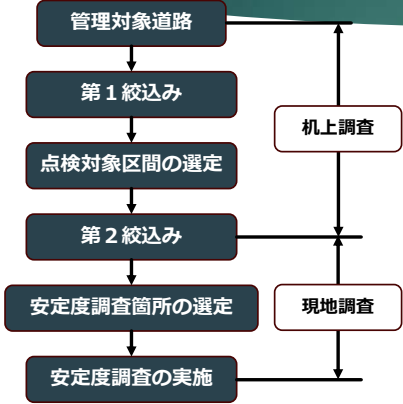 管理対象道路
第１絞込み
机上調査
点検対象区間の選定
第２絞込み
安定度調査箇所の選定
現地調査
安定度調査の実施